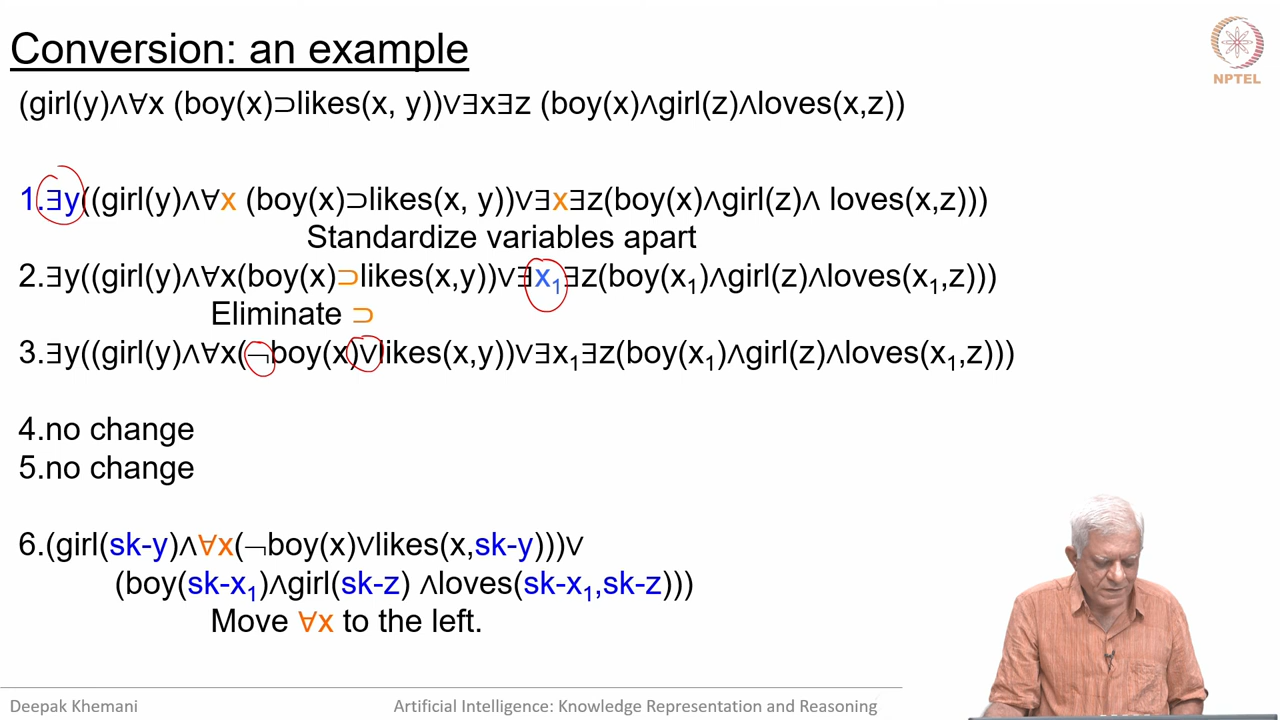 Conversion: an example
NPTEL
(girl(y)∧∀x (boy(x)⊃likes(x, y))∨∃x∃z (boy(x)∧girl(z)∧loves(x,z))
1.∃y((girl(y)∧∀x (boy(x)⊃likes(x, y))∨∃x∃z(boy(x)∧girl(z)∧ loves(x,z)))
Standardize variables apart
2.∃y((girl(y)∧∀x(boy(x)⊃likes(x,y))∨∃x₁∃z(boy(x₁)∧girl(z)∧loves(x₁,z)))
Eliminate ⊃
3.∃y((girl(y)∧∀x(¬boy(x)∨likes(x,y))∨∃x₁∃z(boy(x₁)∧girl(z)∧loves(x₁,z)))
4.no change
5.no change
6.(girl(sk-y)∧∀x(¬boy(x)∨likes(x,sk-y)))∨
(boy(sk-x₁)∧girl(sk-z) ∧loves(sk-x₁,sk-z)))
Move ∀x to the left.
Deepak Khemani
Artificial Intelligence: Knowledge Representation and Reasoning